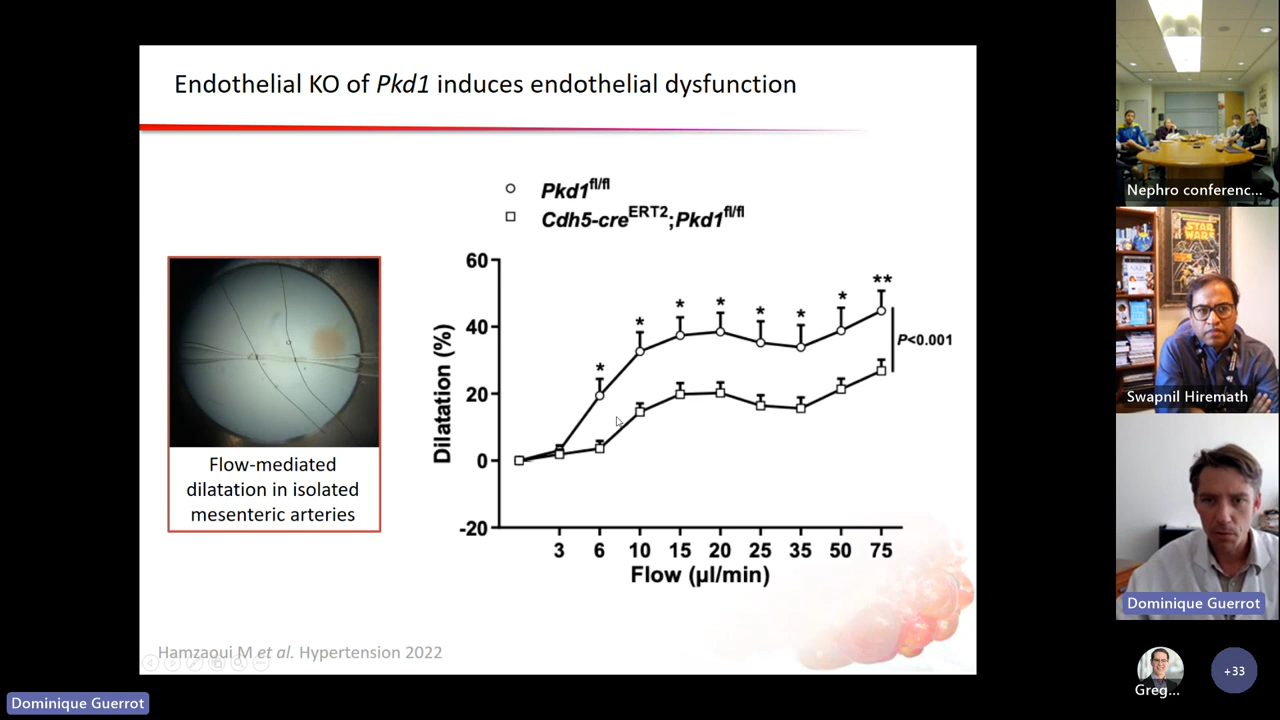 Endothelial KO of Pkd1 induces endothelial dysfunction
Pkd1fl/fl
Cdh5-creERT2;Pkd1fl/fl
60
40
20
0
-20
Dilatation (%)
* * * * * * * **
P<0.001
3 6 10 15 20 25 35 50 75
Flow (µl/min)
Flow-mediated
dilatation in isolated
mesenteric arteries
Hamzaoui M et al. Hypertension 2022
Dominique Guerrot
Nephro conferenc...
STAR
WARS
Swapnil Hiremath
Dominique Guerrot
Greg...
+33